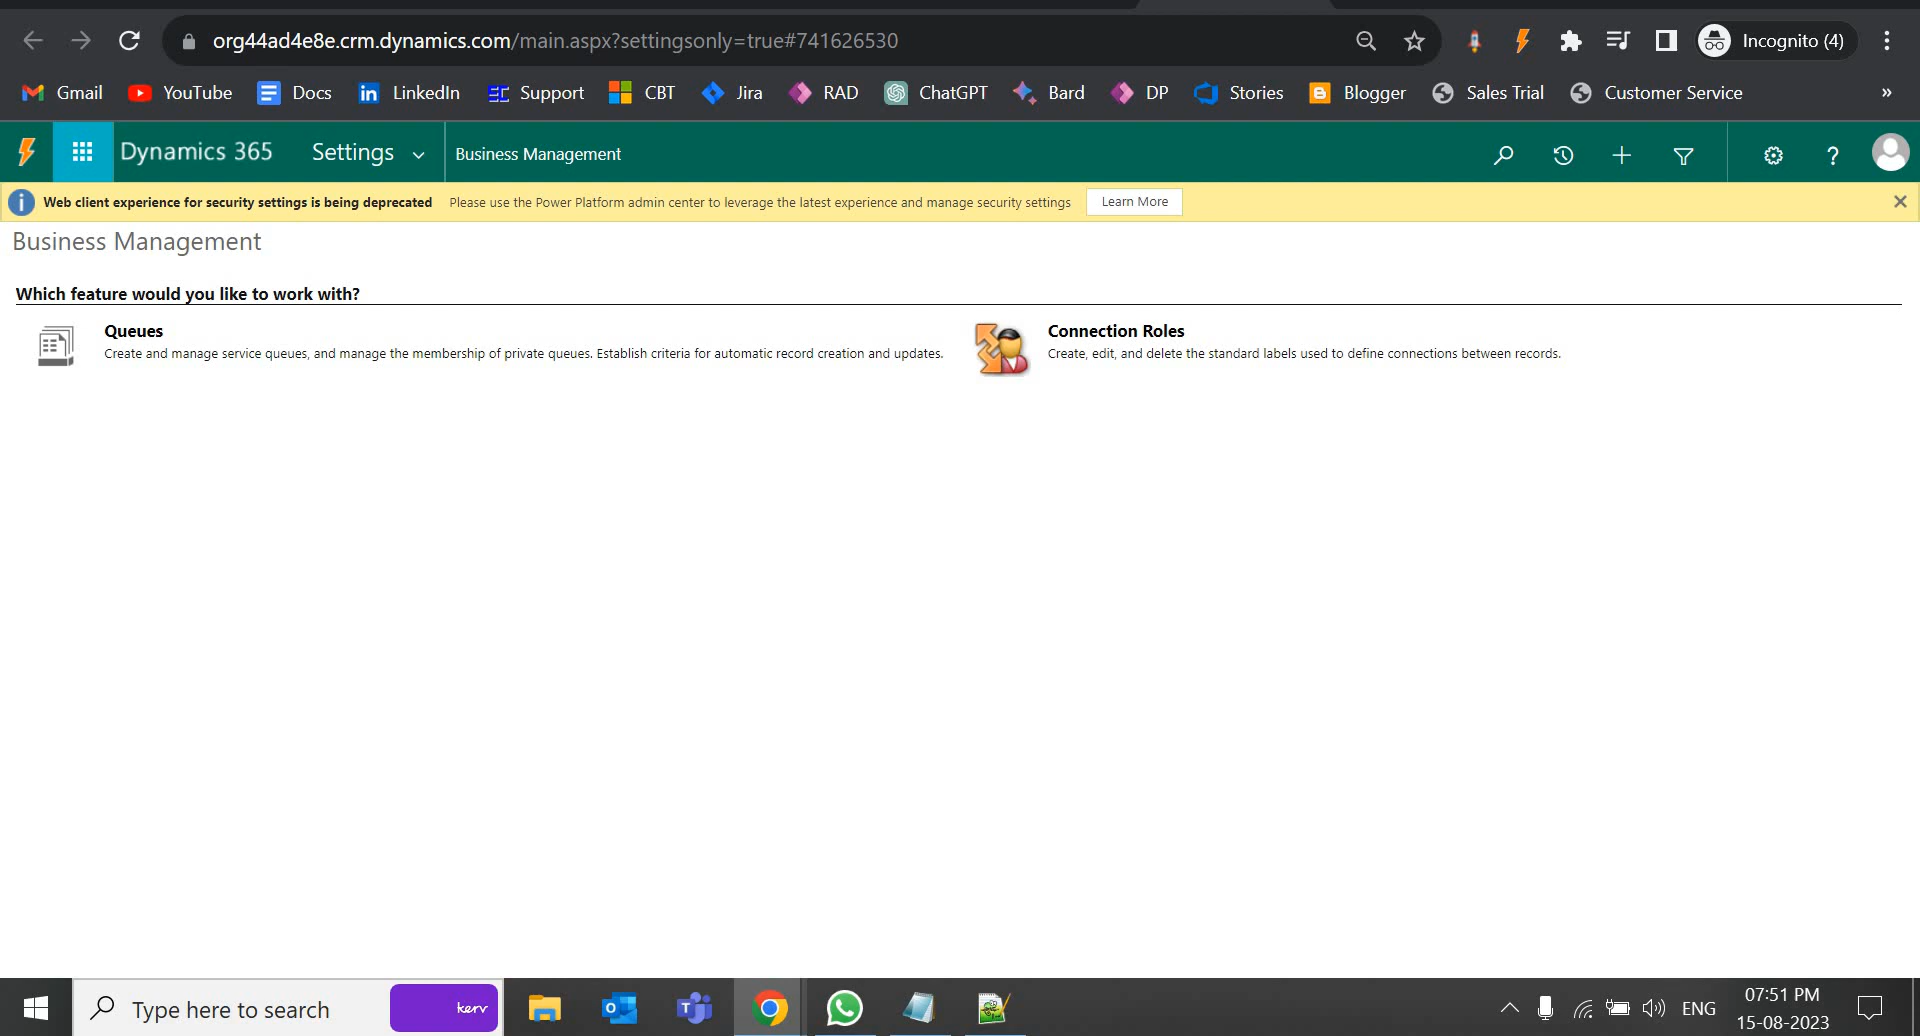 org44ad4e8e.crm.dynamics.com/main.aspx?settingsonly=true#741626530
Incognito (4)
Gmail YouTube Docs LinkedIn Support CBT Jira RAD ChatGPT Bard DP Stories Blogger Sales Trial Customer Service »
Dynamics 365 Settings Business Management
Web client experience for security settings is being deprecated Please use the Power Platform admin center to leverage the latest experience and manage security settings Learn More
Business Management
Which feature would you like to work with?
Queues
Create and manage service queues, and manage the membership of private queues. Establish criteria for automatic record creation and updates.
Connection Roles
Create, edit, and delete the standard labels used to define connections between records.
Type here to search
kerv
ENG
07:51 PM
15-08-2023